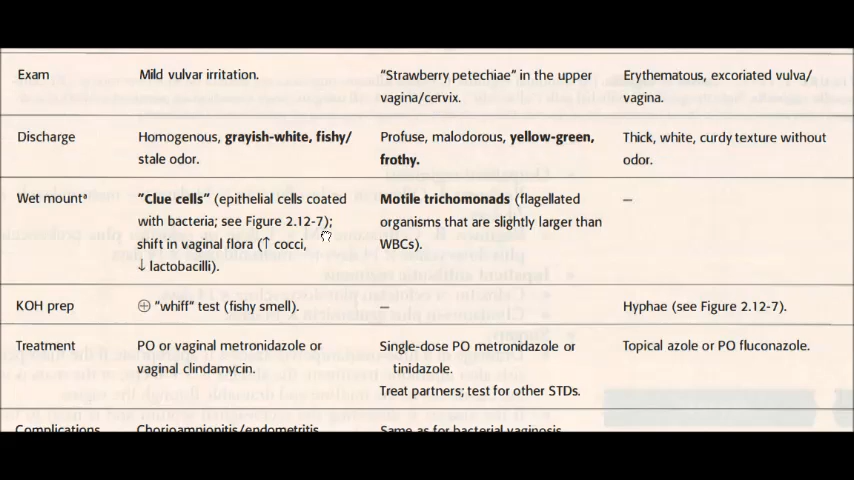 Exam Mild vulvar irritation. "Strawberry petechiae" in the upper Erythematous, excoriated vulva/
vagina/cervix. vagina.
Discharge Homogenous, grayish-white, fishy/ Profuse, malodorous, yellow-green, Thick, white, curdy texture without
stale odor. frothy. odor.
Wet mountᵃ "Clue cells" (epithelial cells coated Motile trichomonads (flagellated –
with bacteria; see Figure 2.12-7); organisms that are slightly larger than
shift in vaginal flora (↑ cocci, WBCs).
↓ lactobacilli).
KOH prep ⊕ "whiff" test (fishy smell). – Hyphae (see Figure 2.12-7).
Treatment PO or vaginal metronidazole or Single-dose PO metronidazole or Topical azole or PO fluconazole.
vaginal clindamycin. tinidazole.
Treat partners; test for other STDs.
Complications Chorioamnionitis/endometritis, Same as for bacterial vaginosis.